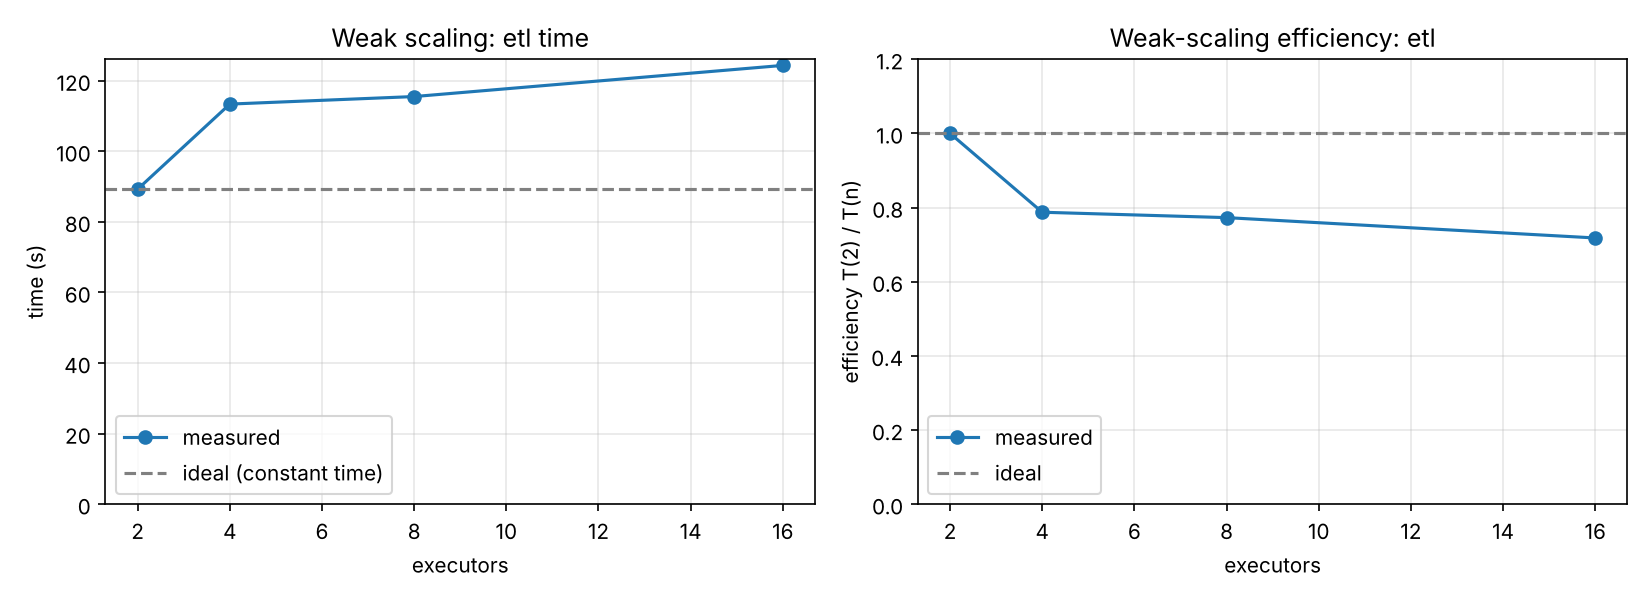 Weak scaling: etl time
120
100
80
60
40
20
0
time (s)
measured
ideal (constant time)
2 4 6 8 10 12 14 16
executors
Weak-scaling efficiency: etl
1.2
1.0
0.8
0.6
0.4
0.2
0.0
efficiency T(2) / T(n)
measured
ideal
2 4 6 8 10 12 14 16
executors